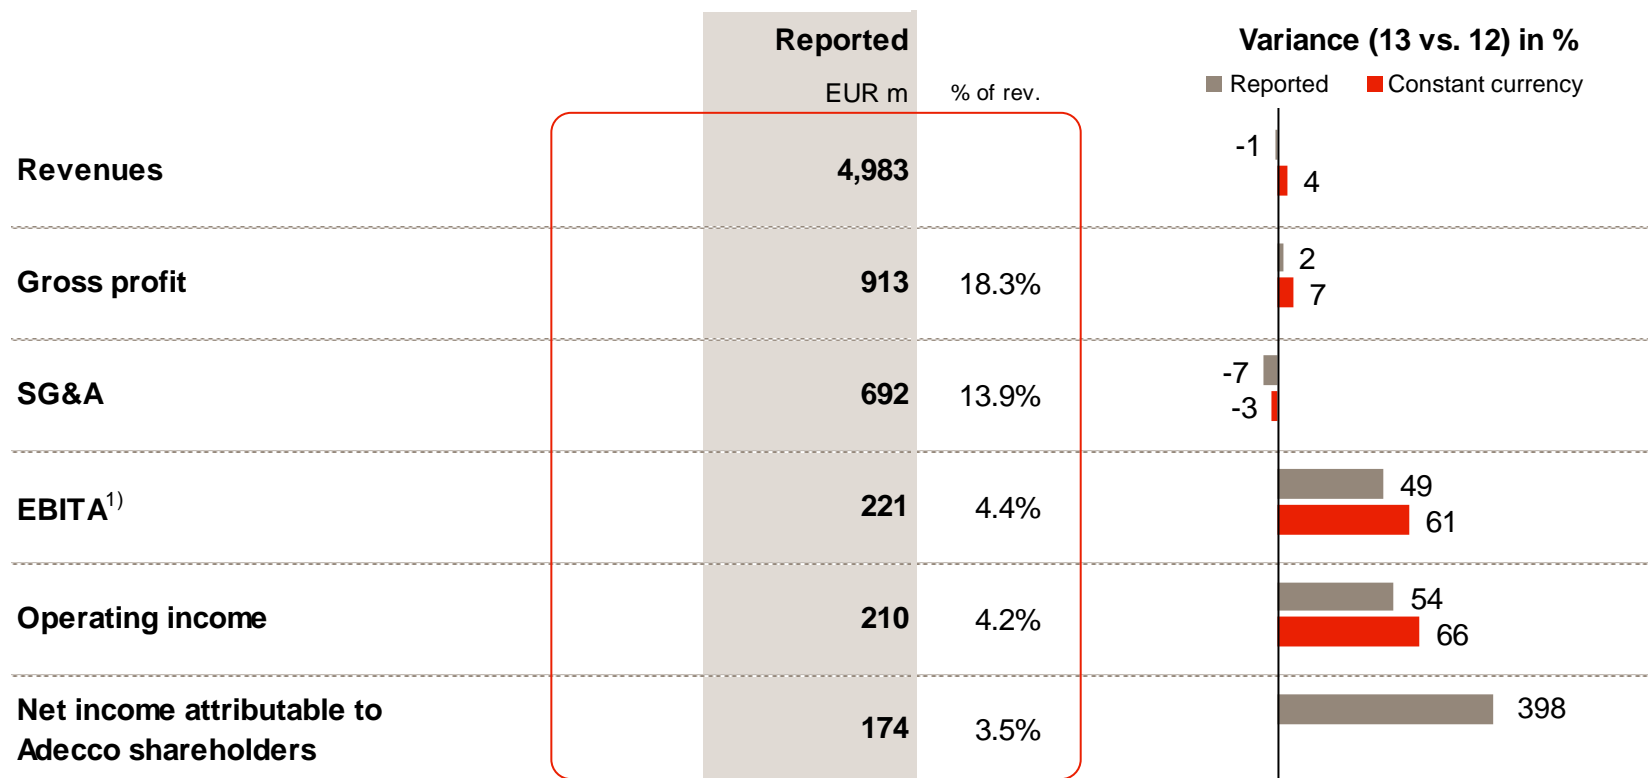 Reported
Variance (13 vs. 12) in %
EUR m
% of rev.
Reported
Constant currency
Revenues
4,983
-1
4
Gross profit
913
18.3%
2
7
SG&A
692
13.9%
-7
-3
EBITA1)
221
4.4%
49
61
Operating income
210
4.2%
54
66
Net income attributable to
Adecco shareholders
174
3.5%
398